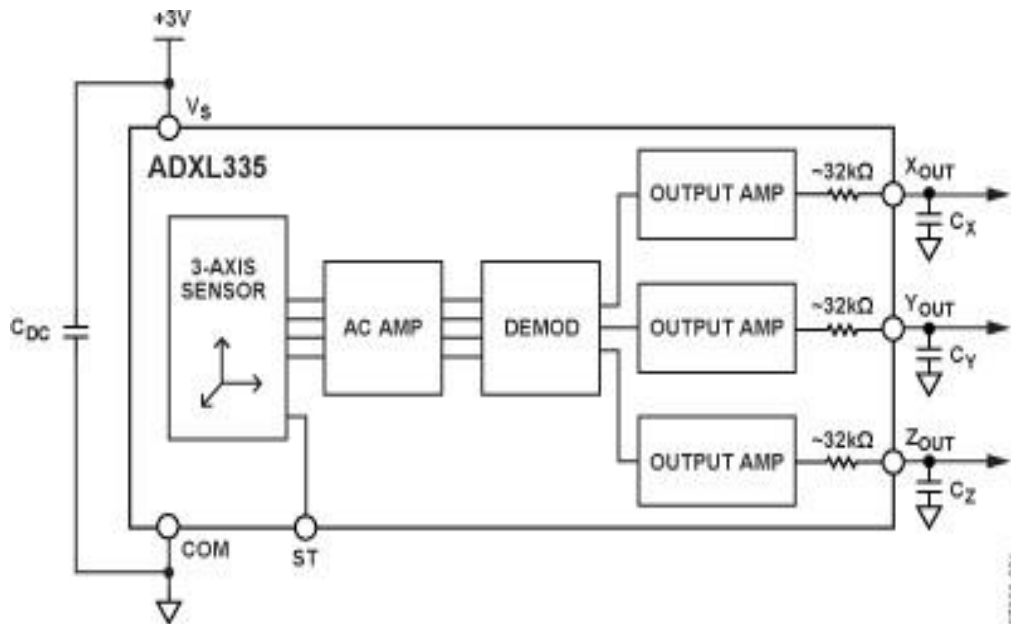 +3V
VS
ADXL335
3-AXIS
SENSOR
AC AMP
DEMOD
OUTPUT AMP
~32kΩ
XOUT
CX
OUTPUT AMP
~32kΩ
YOUT
CY
OUTPUT AMP
~32kΩ
ZOUT
CZ
CDC
COM
ST